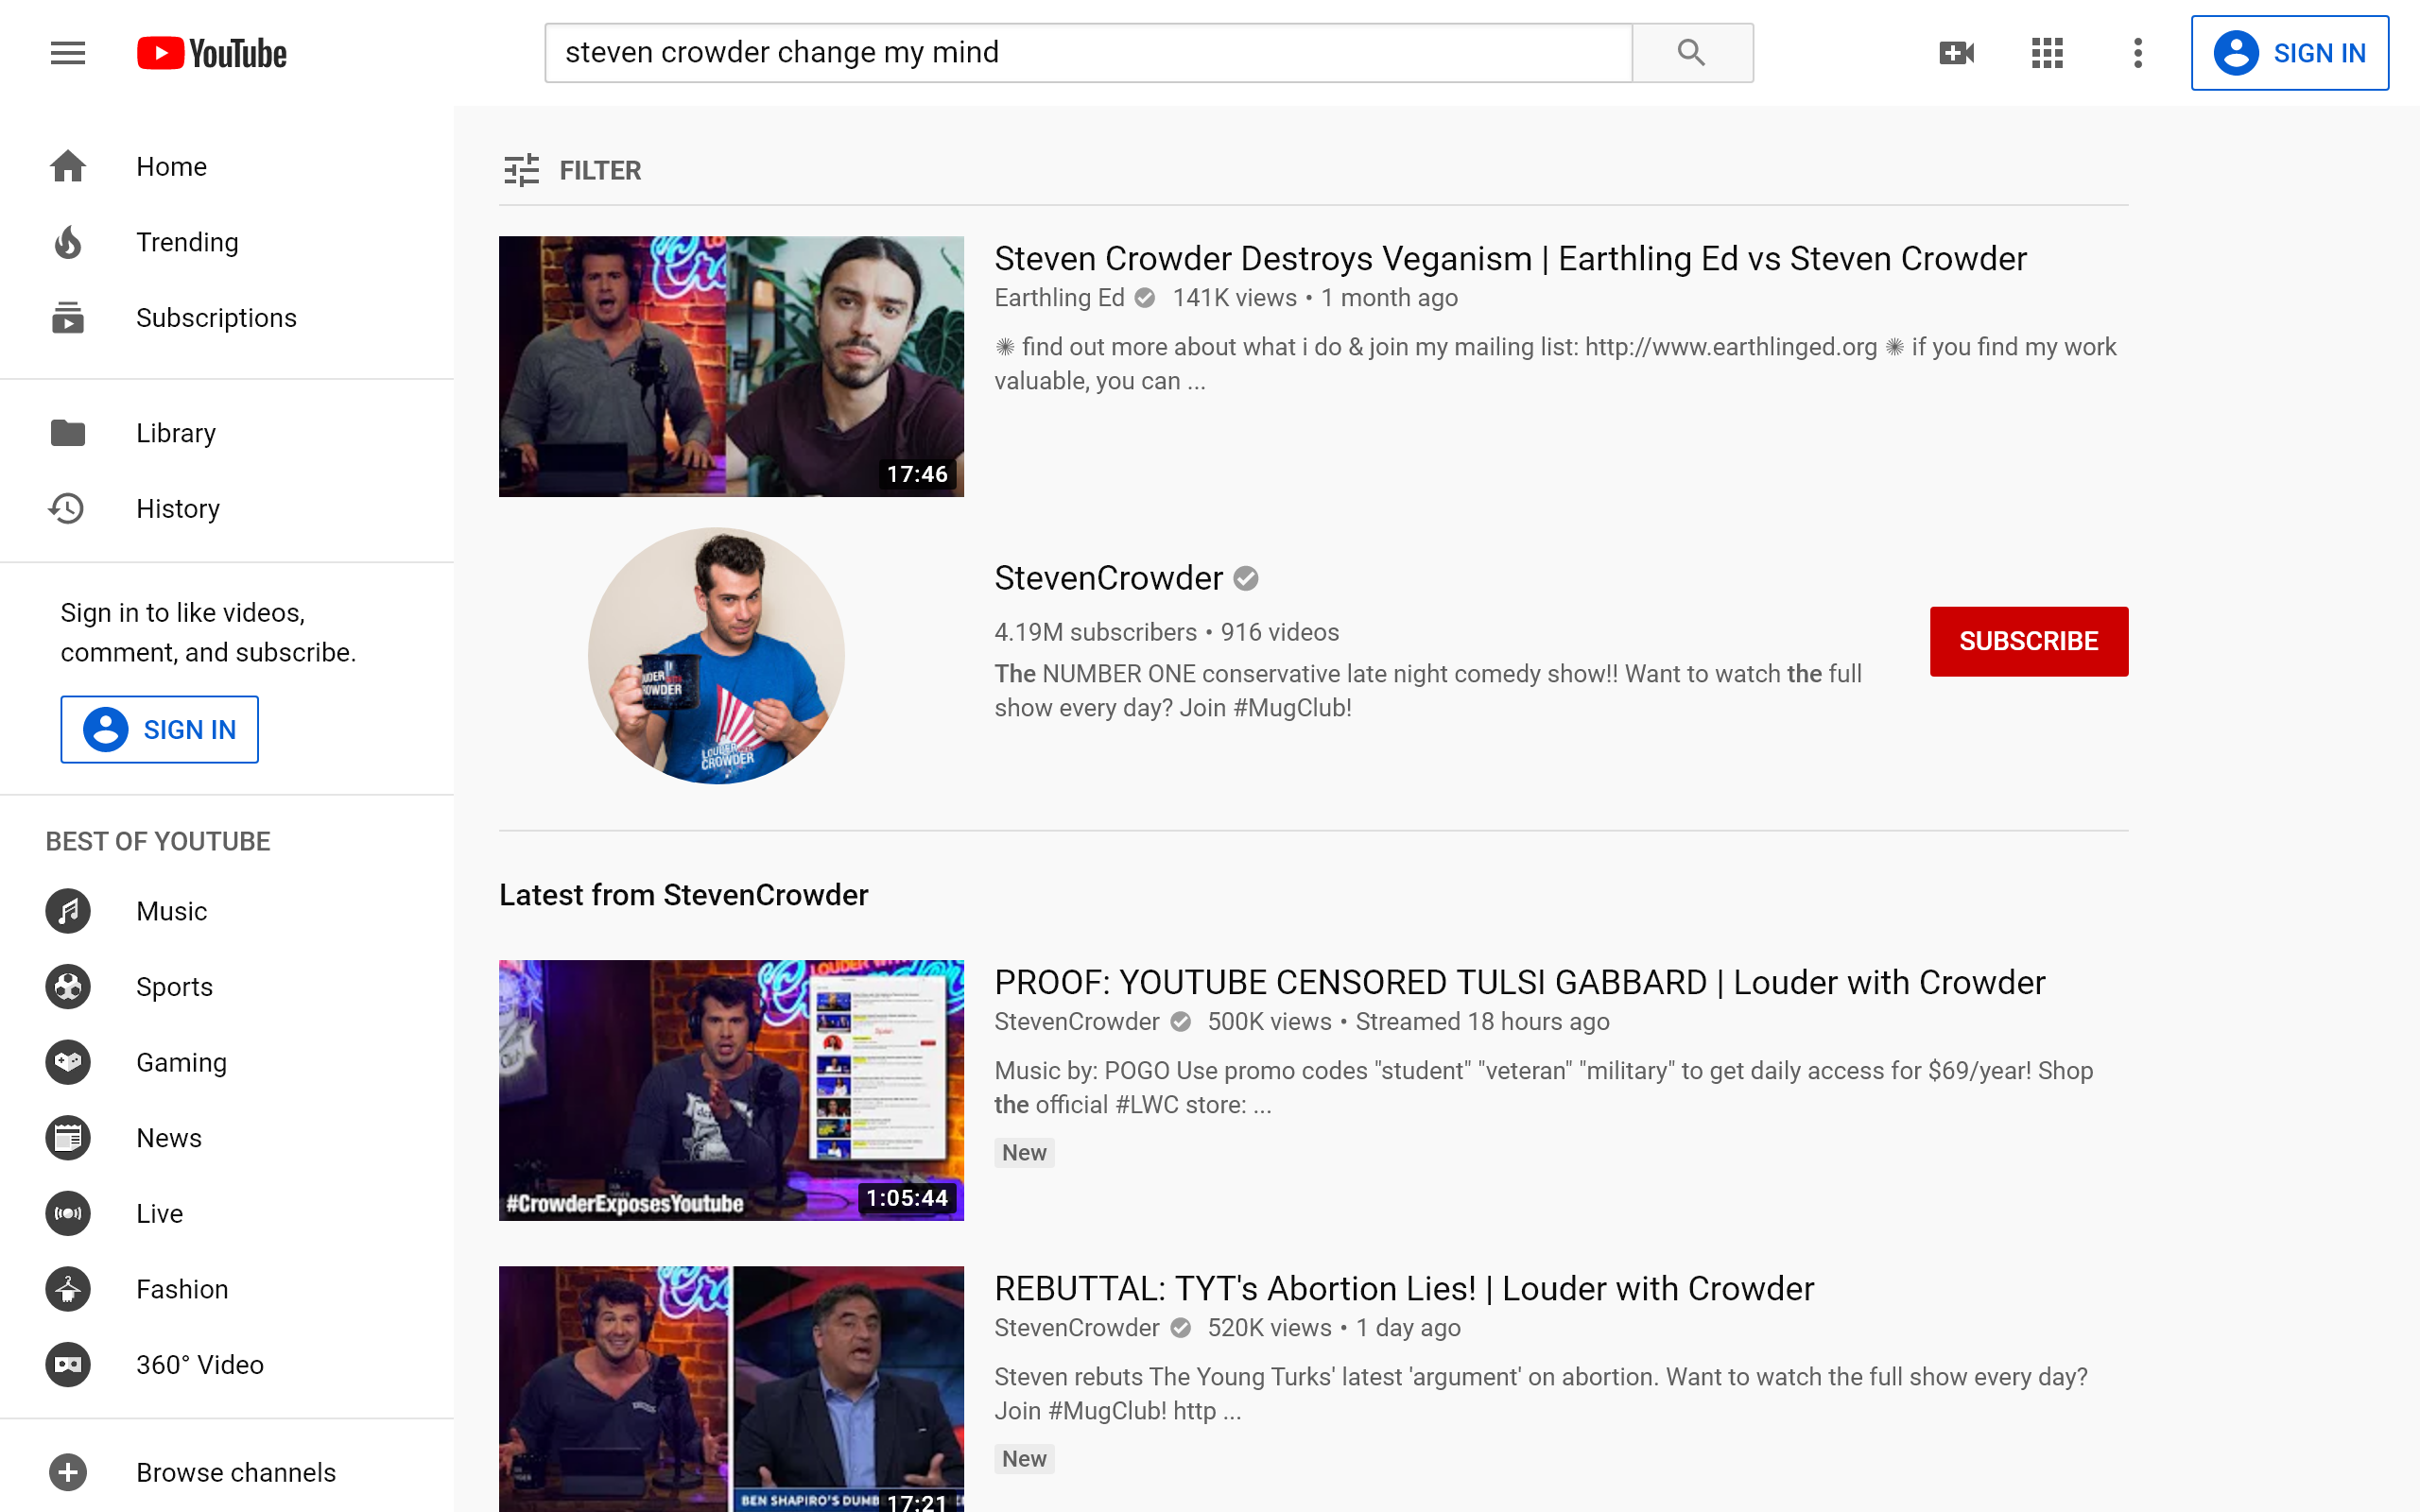 YouTube
steven crowder change my mind
SIGN IN
Home
Trending
Subscriptions
Library
History
Sign in to like videos,
comment, and subscribe.
SIGN IN
BEST OF YOUTUBE
Music
Sports
Gaming
News
Live
Fashion
360° Video
Browse channels
FILTER
17:46
Steven Crowder Destroys Veganism | Earthling Ed vs Steven Crowder
Earthling Ed 141K views • 1 month ago
✺ find out more about what i do & join my mailing list: http://www.earthlinged.org ✺ if you find my work
valuable, you can ...
LOUDER
CROWDER
StevenCrowder
4.19M subscribers • 916 videos
The NUMBER ONE conservative late night comedy show!! Want to watch the full
show every day? Join #MugClub!
SUBSCRIBE
Latest from StevenCrowder
#CrowderExposesYoutube
1:05:44
PROOF: YOUTUBE CENSORED TULSI GABBARD | Louder with Crowder
StevenCrowder 500K views • Streamed 18 hours ago
Music by: POGO Use promo codes "student" "veteran" "military" to get daily access for $69/year! Shop
the official #LWC store: ...
New
BEN SHAPIRO'S DUMB
17:21
REBUTTAL: TYT's Abortion Lies! | Louder with Crowder
StevenCrowder 520K views • 1 day ago
Steven rebuts The Young Turks' latest 'argument' on abortion. Want to watch the full show every day?
Join #MugClub! http ...
New